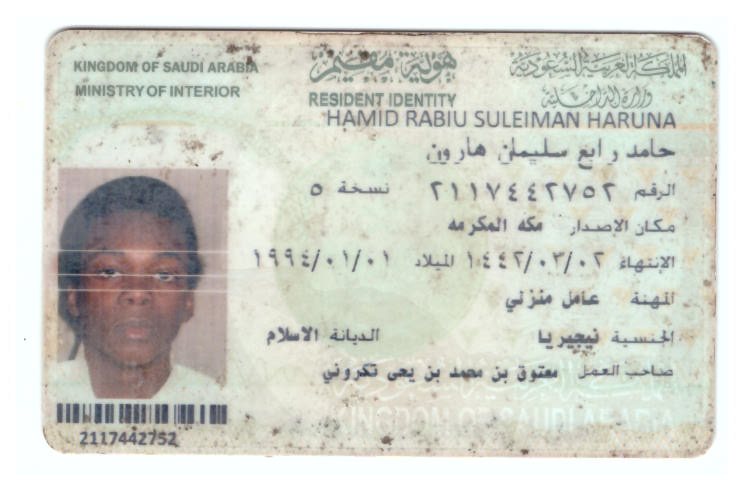 KINGDOM OF SAUDI ARABIA
MINISTRY OF INTERIOR
هوية مقيم
RESIDENT IDENTITY
المملكة العربية السعودية
وزارة الداخلية
HAMID RABIU SULEIMAN HARUNA
حامد رابع سليمان هارون
الرقم ٢١١٧٤٤٢٧٥٢ نسخة ٥
مكان الإصدار مكه المكرمه
الإنتهاء ١٤٤٢/٠٣/٠٢ الميلاد ١٩٩٤/٠١/٠١
المهنة عامل منزلي
الجنسية نيجيريا الديانة الاسلام
صاحب العمل معتوق بن محمد بن يحى تكروني
KINGDOM OF SAUDI ARABIA
2117442752